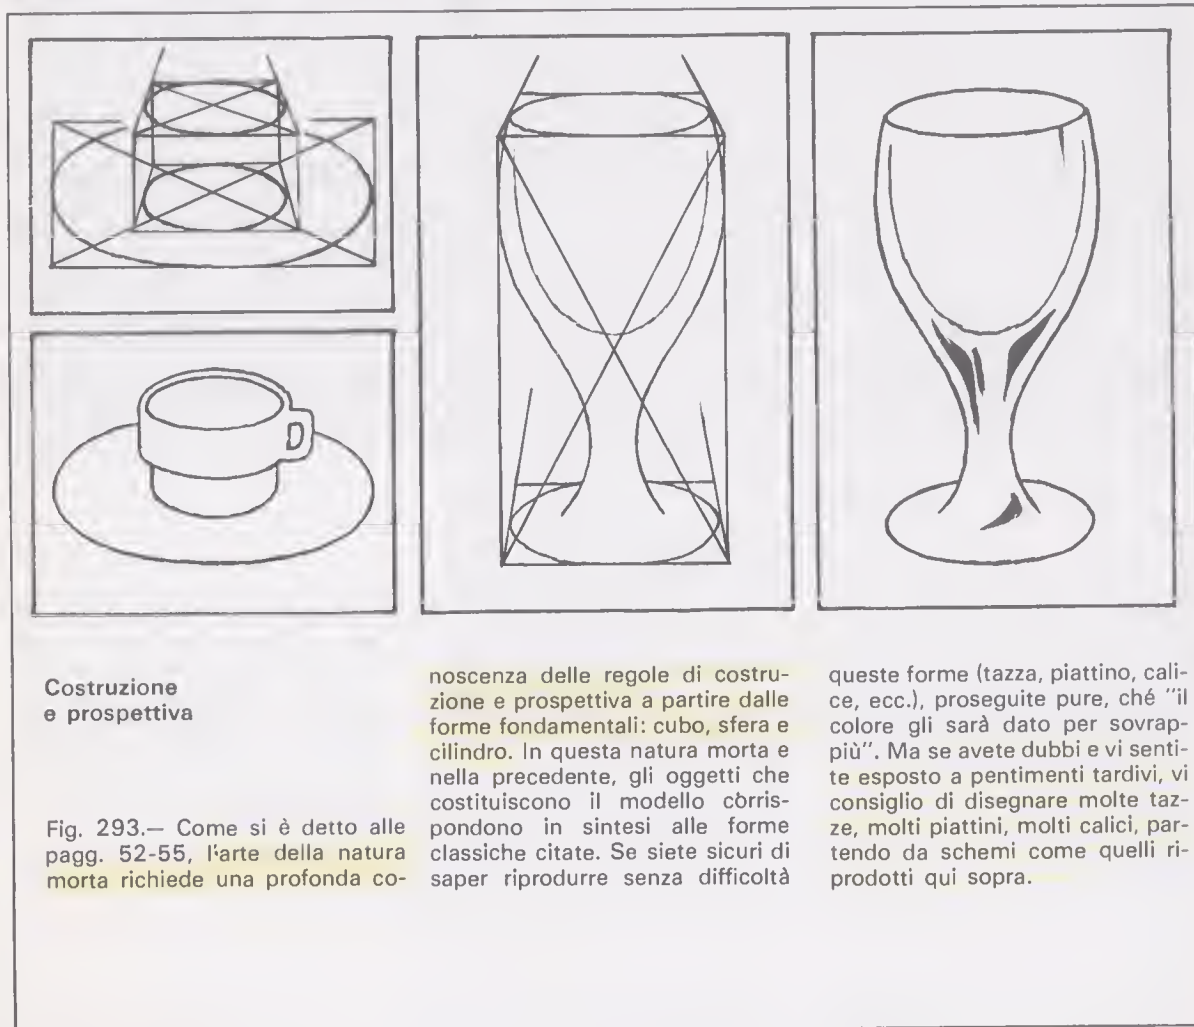 Costruzione
e prospettiva
Fig. 293.— Come si è detto alle
pagg. 52-55, l'arte della natura
morta richiede una profonda co-
noscenza delle regole di costru-
zione e prospettiva a partire dalle
forme fondamentali: cubo, sfera e
cilindro. In questa natura morta e
nella precedente, gli oggetti che
costituiscono il modello còrris-
pondono in sintesi alle forme
classiche citate. Se siete sicuri di
saper riprodurre senza difficoltà
queste forme (tazza, piattino, cali-
ce, ecc.), proseguite pure, ché "il
colore gli sarà dato per sovrap-
più". Ma se avete dubbi e vi senti-
te esposto a pentimenti tardivi, vi
consiglio di disegnare molte taz-
ze, molti piattini, molti calici, par-
tendo da schemi come quelli ri-
prodotti qui sopra.